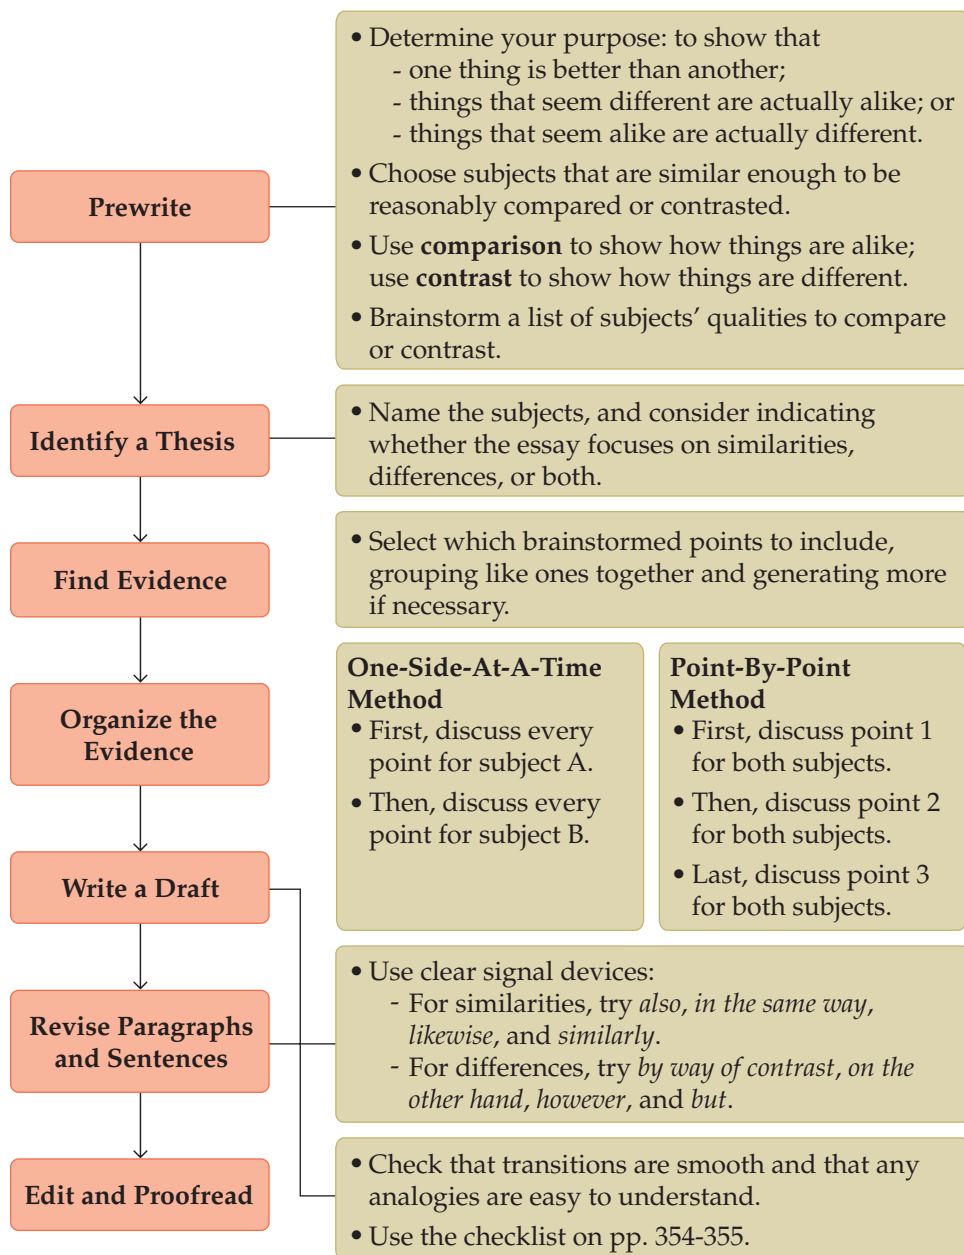 Prewrite
• Determine your purpose: to show that
- one thing is better than another;
- things that seem different are actually alike; or
- things that seem alike are actually different.
• Choose subjects that are similar enough to be
reasonably compared or contrasted.
• Use comparison to show how things are alike;
use contrast to show how things are different.
• Brainstorm a list of subjects’ qualities to compare
or contrast.
Identify a Thesis
• Name the subjects, and consider indicating
whether the essay focuses on similarities,
differences, or both.
Find Evidence
• Select which brainstormed points to include,
grouping like ones together and generating more
if necessary.
Organize the
Evidence
One-Side-At-A-Time
Method
• First, discuss every
point for subject A.
• Then, discuss every
point for subject B.
Point-By-Point
Method
• First, discuss point 1
for both subjects.
• Then, discuss point 2
for both subjects.
• Last, discuss point 3
for both subjects.
Write a Draft
Revise Paragraphs
and Sentences
• Use clear signal devices:
- For similarities, try also, in the same way,
likewise, and similarly.
- For differences, try by way of contrast, on the
other hand, however, and but.
Edit and Proofread
• Check that transitions are smooth and that any
analogies are easy to understand.
• Use the checklist on pp. 354-355.